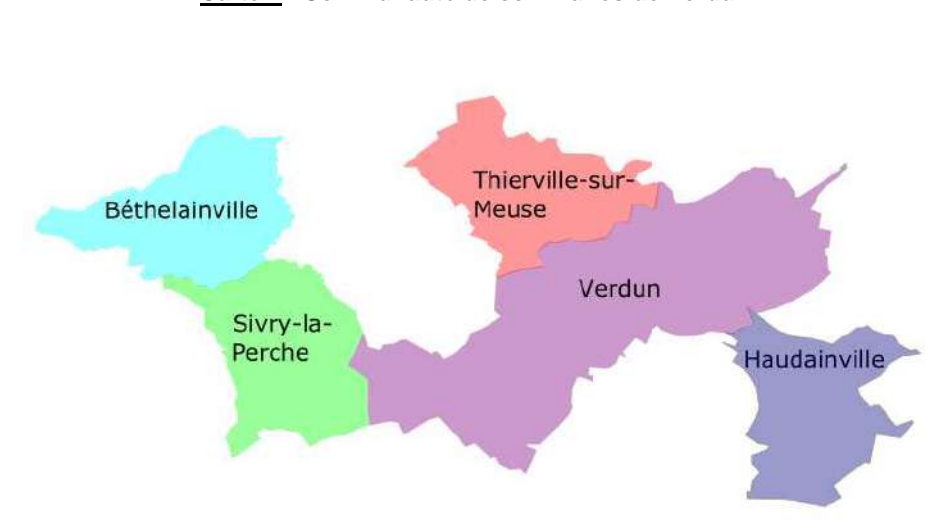 Béthelainville
Thierville-sur-
Meuse
Verdun
Sivry-la-
Perche
Haudainville